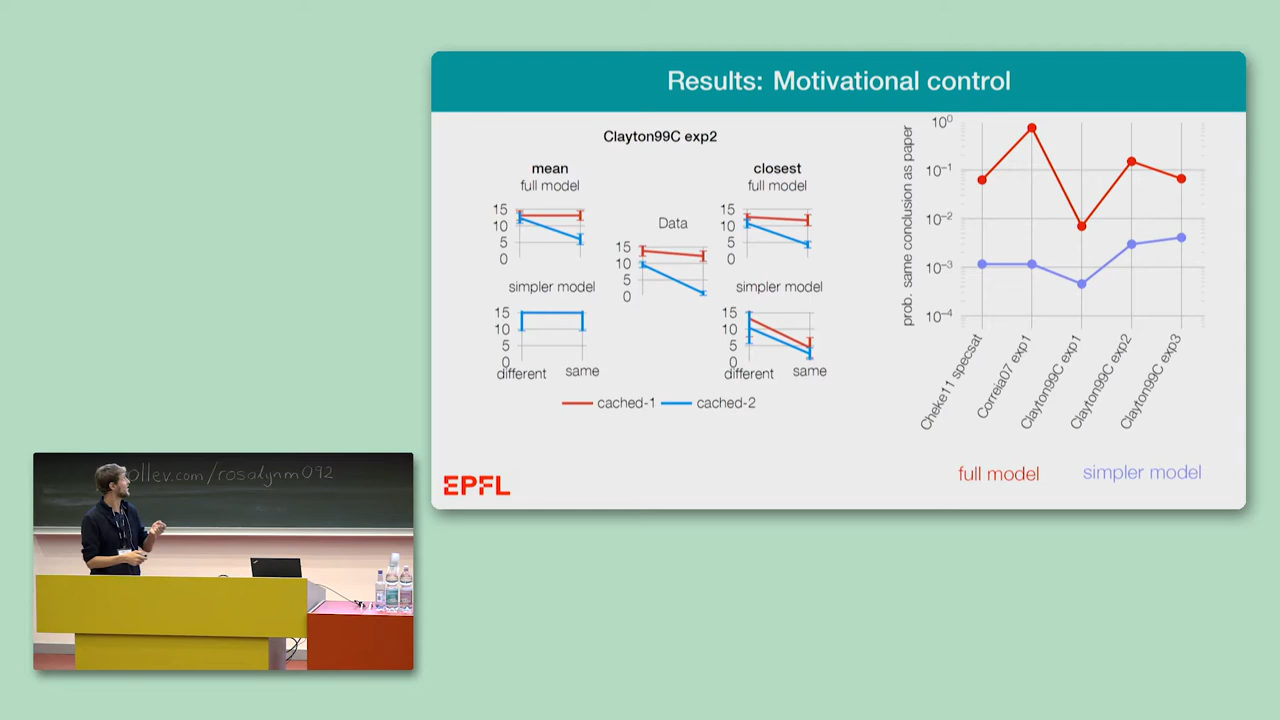 Results: Motivational control
Clayton99C exp2
mean
full model
15
10
5
0
simpler model
15
10
5
0
different
same
Data
15
10
5
0
closest
full model
15
10
5
0
simpler model
15
10
5
0
different
same
cached-1 cached-2
prob. same conclusion as paper
10⁰
10⁻¹
10⁻²
10⁻³
10⁻⁴
Cheke11 specsat
Correia07 exp1
Clayton99C exp1
Clayton99C exp2
Clayton99C exp3
full model simpler model
EPFL
ollev.com/rosalynm092